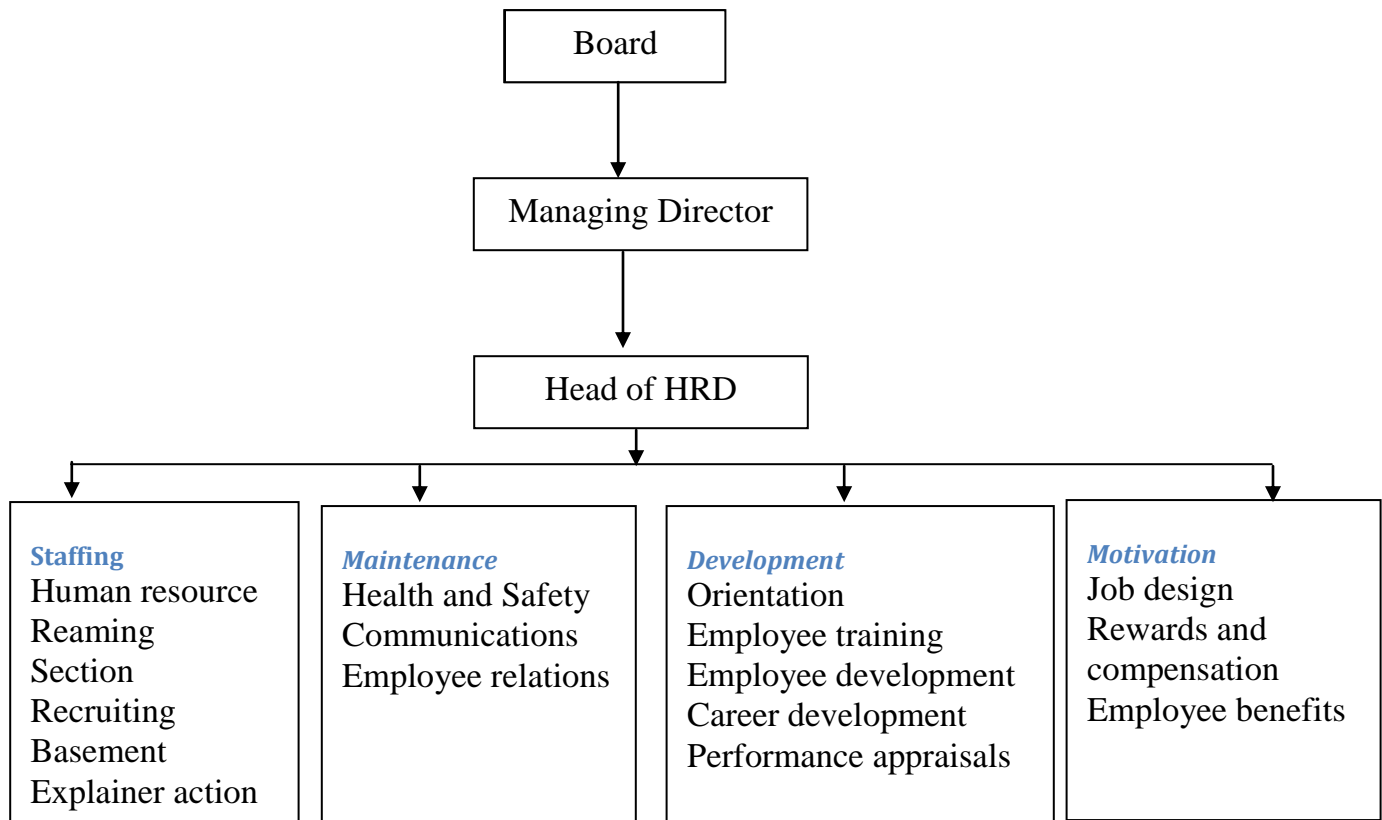 Board
Managing Director
Head of HRD
Staffing
Human resource
Reaming
Section
Recruiting
Basement
Explainer action
Maintenance
Health and Safety
Communications
Employee relations
Development
Orientation
Employee training
Employee development
Career development
Performance appraisals
Motivation
Job design
Rewards and
compensation
Employee benefits